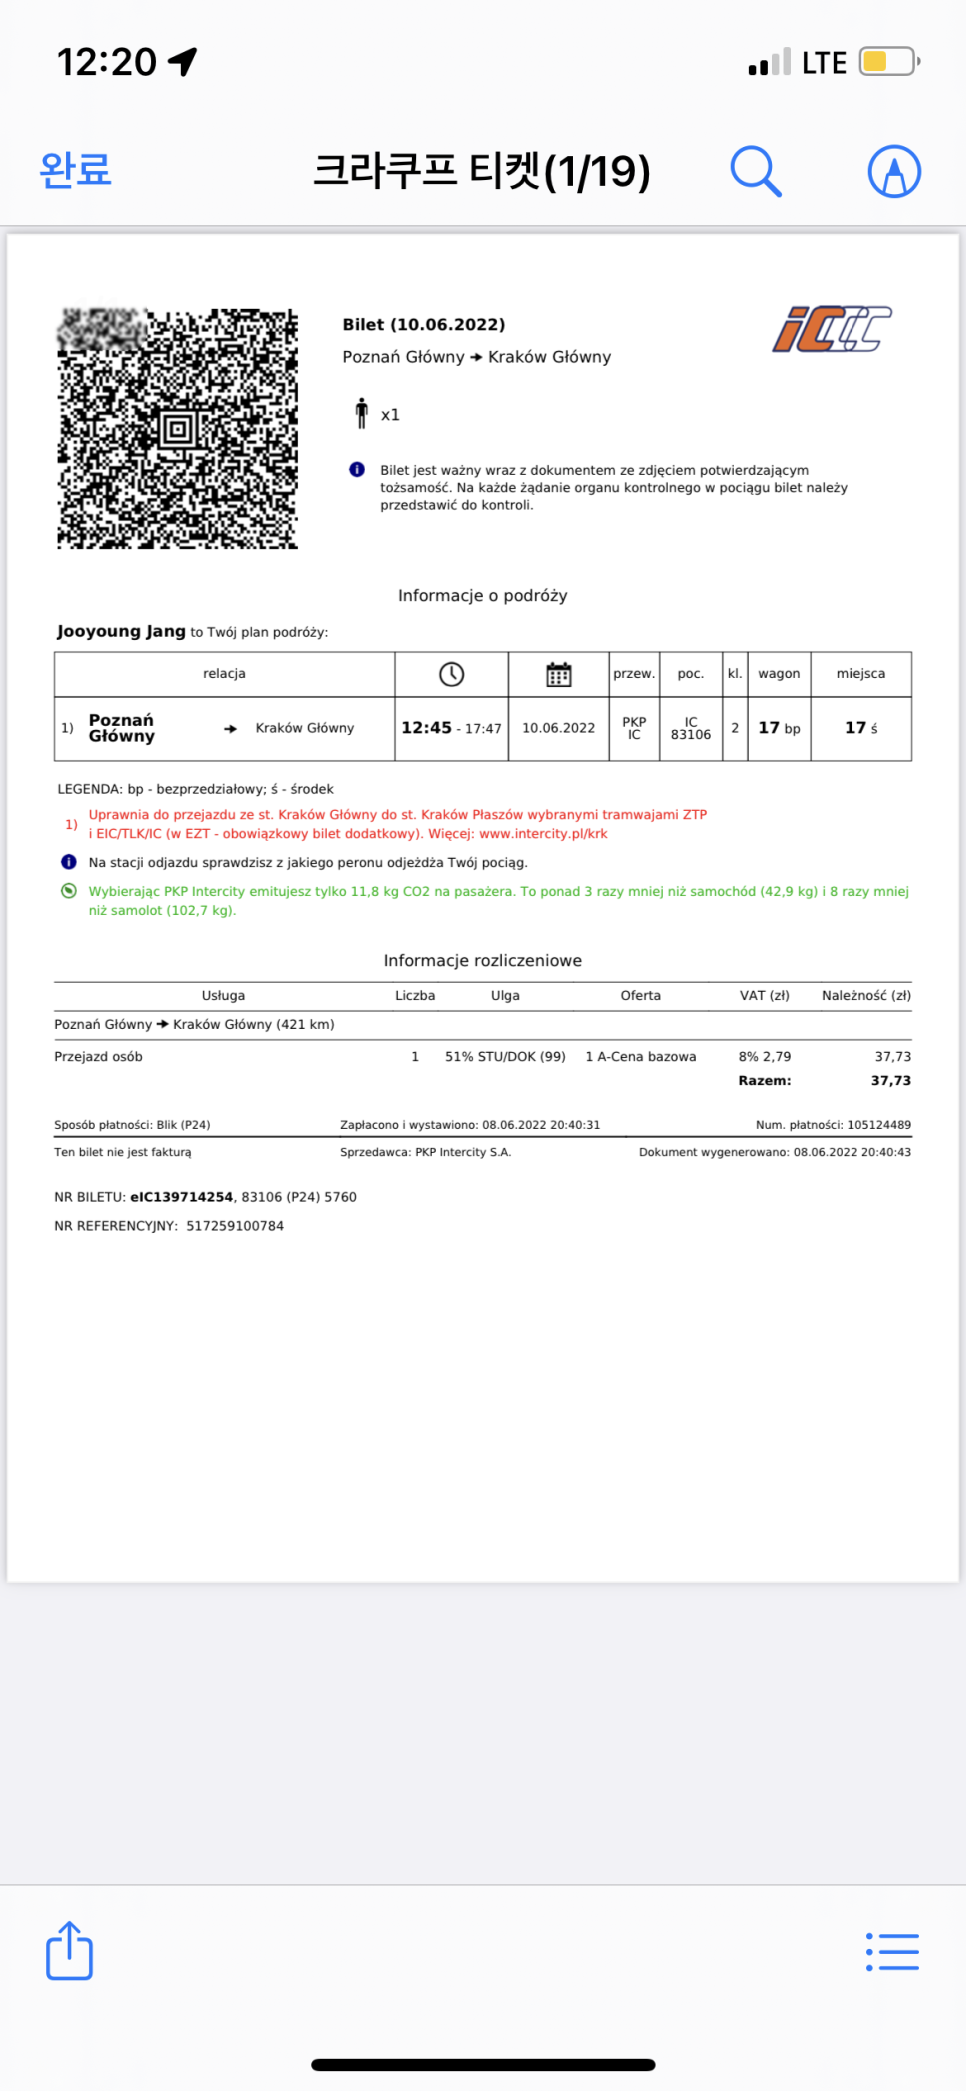 12:20 LTE
완료 크라쿠프 티켓(1/19)
Bilet (10.06.2022)
Poznań Główny → Kraków Główny
x1
Bilet jest ważny wraz z dokumentem ze zdjęciem potwierdzającym
tożsamość. Na każde żądanie organu kontrolnego w pociągu bilet należy
przedstawić do kontroli.
Informacje o podróży
Jooyoung Jang to Twój plan podróży:
relacja przew. poc. kl. wagon miejsca
1) Poznań Główny → Kraków Główny 12:45 - 17:47 10.06.2022 PKP IC IC 83106 2 17 bp 17 ś
LEGENDA: bp - bezprzedziałowy; ś - środek
1) Uprawnia do przejazdu ze st. Kraków Główny do st. Kraków Płaszów wybranymi tramwajami ZTP
i EIC/TLK/IC (w EZT - obowiązkowy bilet dodatkowy). Więcej: www.intercity.pl/krk
Na stacji odjazdu sprawdzisz z jakiego peronu odjeżdża Twój pociąg.
Wybierając PKP Intercity emitujesz tylko 11,8 kg CO2 na pasażera. To ponad 3 razy mniej niż samochód (42,9 kg) i 8 razy mniej
niż samolot (102,7 kg).
Informacje rozliczeniowe
Usługa Liczba Ulga Oferta VAT (zł) Należność (zł)
Poznań Główny → Kraków Główny (421 km)
Przejazd osób 1 51% STU/DOK (99) 1 A-Cena bazowa 8% 2,79 37,73
Razem: 37,73
Sposób płatności: Blik (P24) Zapłacono i wystawiono: 08.06.2022 20:40:31 Num. płatności: 105124489
Ten bilet nie jest fakturą Sprzedawca: PKP Intercity S.A. Dokument wygenerowano: 08.06.2022 20:40:43
NR BILETU: eIC139714254, 83106 (P24) 5760
NR REFERENCYJNY: 517259100784